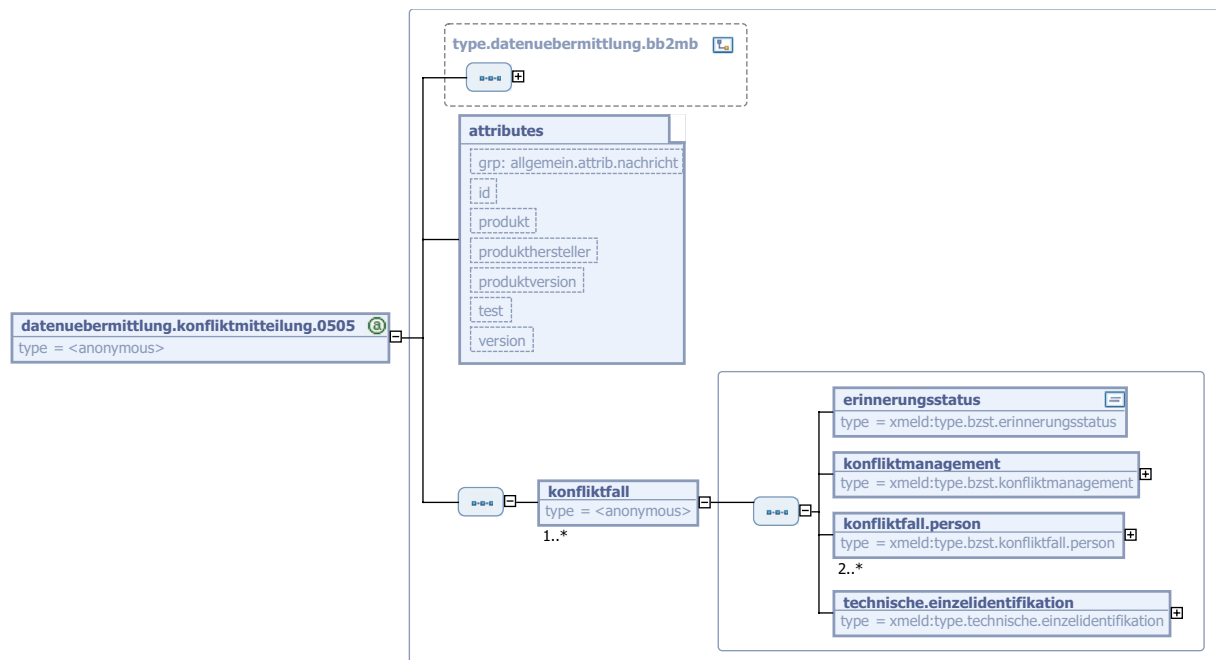 type.datenuebermittlung.bb2mb
attributes
grp: allgemein.attrib.nachricht
id
produkt
produkthersteller
produktversion
test
version
datenuebermittlung.konfliktmitteilung.0505 a
type = <anonymous>
erinnerungsstatus
type = xmeld:type.bzst.erinnerungsstatus
konfliktmanagement
type = xmeld:type.bzst.konfliktmanagement
konfliktfall
type = <anonymous>
1..*
konfliktfall.person
type = xmeld:type.bzst.konfliktfall.person
2..*
technische.einzelidentifikation
type = xmeld:type.technische.einzelidentifikation